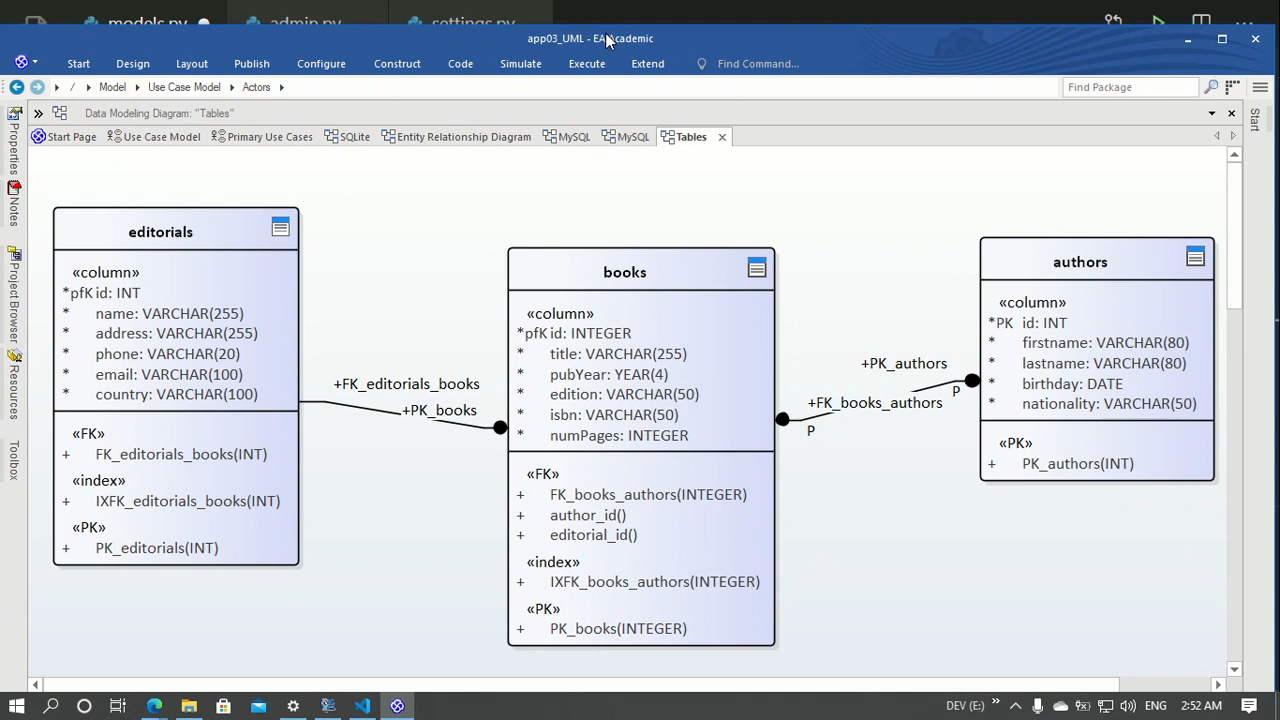 models.py
admin.py
settings.py
app03_UML - EA Academic
Start Design Layout Publish Configure Construct Code Simulate Execute Extend Find Command...
/ Model Use Case Model Actors Find Package
Data Modeling Diagram: "Tables"
Start Page Use Case Model Primary Use Cases SQLite Entity Relationship Diagram MySQL MySQL Tables
Properties
Notes
Project Browser
Resources
Toolbox
Start
editorials
«column»
*pfK id: INT
* name: VARCHAR(255)
* address: VARCHAR(255)
* phone: VARCHAR(20)
* email: VARCHAR(100)
* country: VARCHAR(100)
«FK»
+ FK_editorials_books(INT)
«index»
+ IXFK_editorials_books(INT)
«PK»
+ PK_editorials(INT)
+FK_editorials_books
+PK_books
books
«column»
*pfK id: INTEGER
* title: VARCHAR(255)
* pubYear: YEAR(4)
* edition: VARCHAR(50)
* isbn: VARCHAR(50)
* numPages: INTEGER
«FK»
+ FK_books_authors(INTEGER)
+ author_id()
+ editorial_id()
«index»
+ IXFK_books_authors(INTEGER)
«PK»
+ PK_books(INTEGER)
+PK_authors
P
+FK_books_authors
P
authors
«column»
*PK id: INT
* firstname: VARCHAR(80)
* lastname: VARCHAR(80)
* birthday: DATE
* nationality: VARCHAR(50)
«PK»
+ PK_authors(INT)
DEV (E:) ENG 2:52 AM